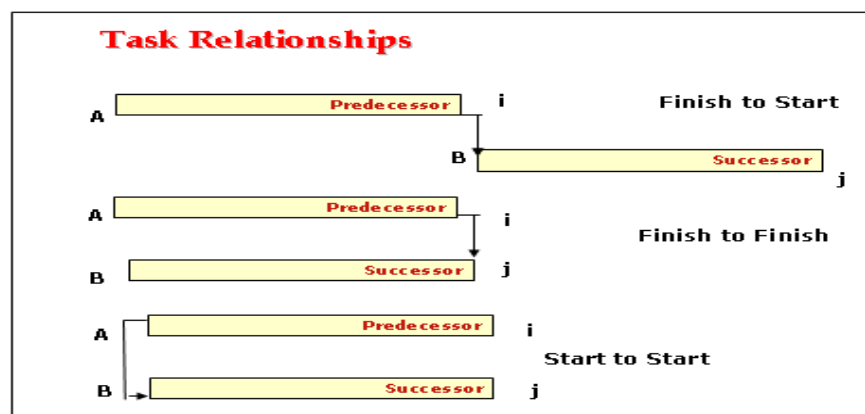 Task Relationships
A Predecessor i Finish to Start
B Successor
j
A Predecessor i
Finish to Finish
B Successor j
A Predecessor i
Start to Start
B Successor j